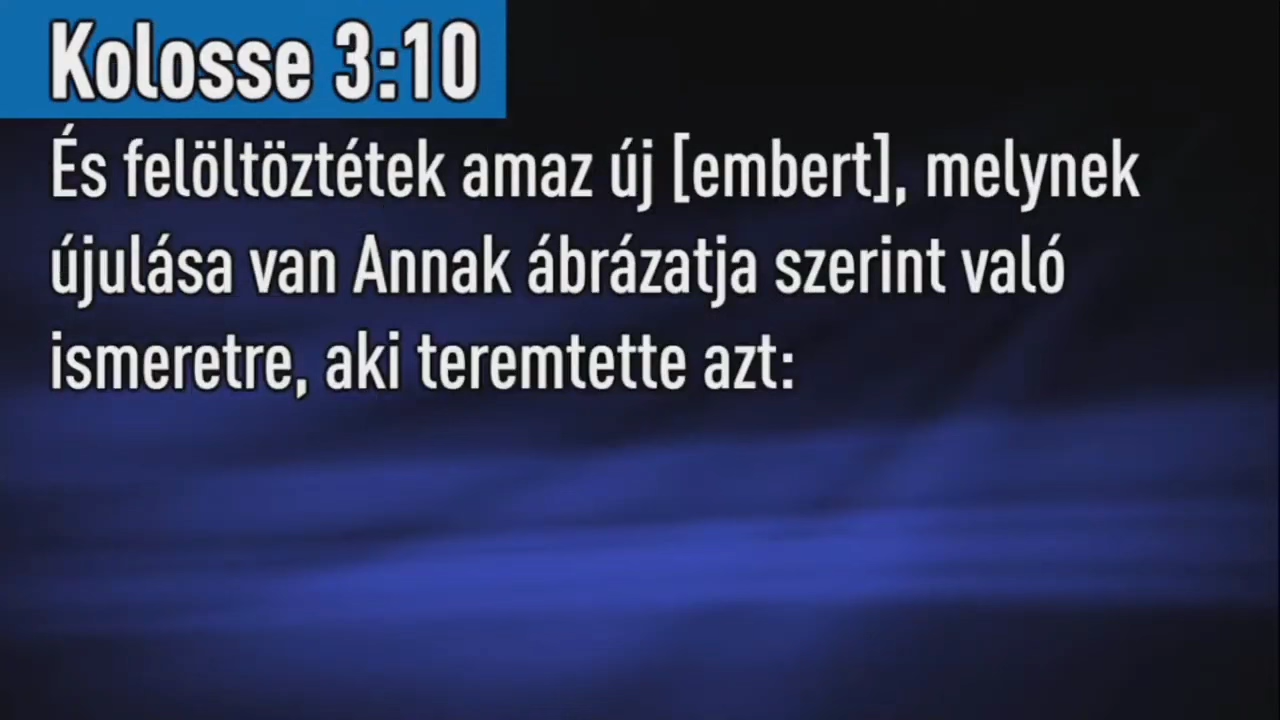 Kolosse 3:10
És felöltöztétek amaz új [embert], melynek
újulása van Annak ábrázatja szerint való
ismeretre, aki teremtette azt: